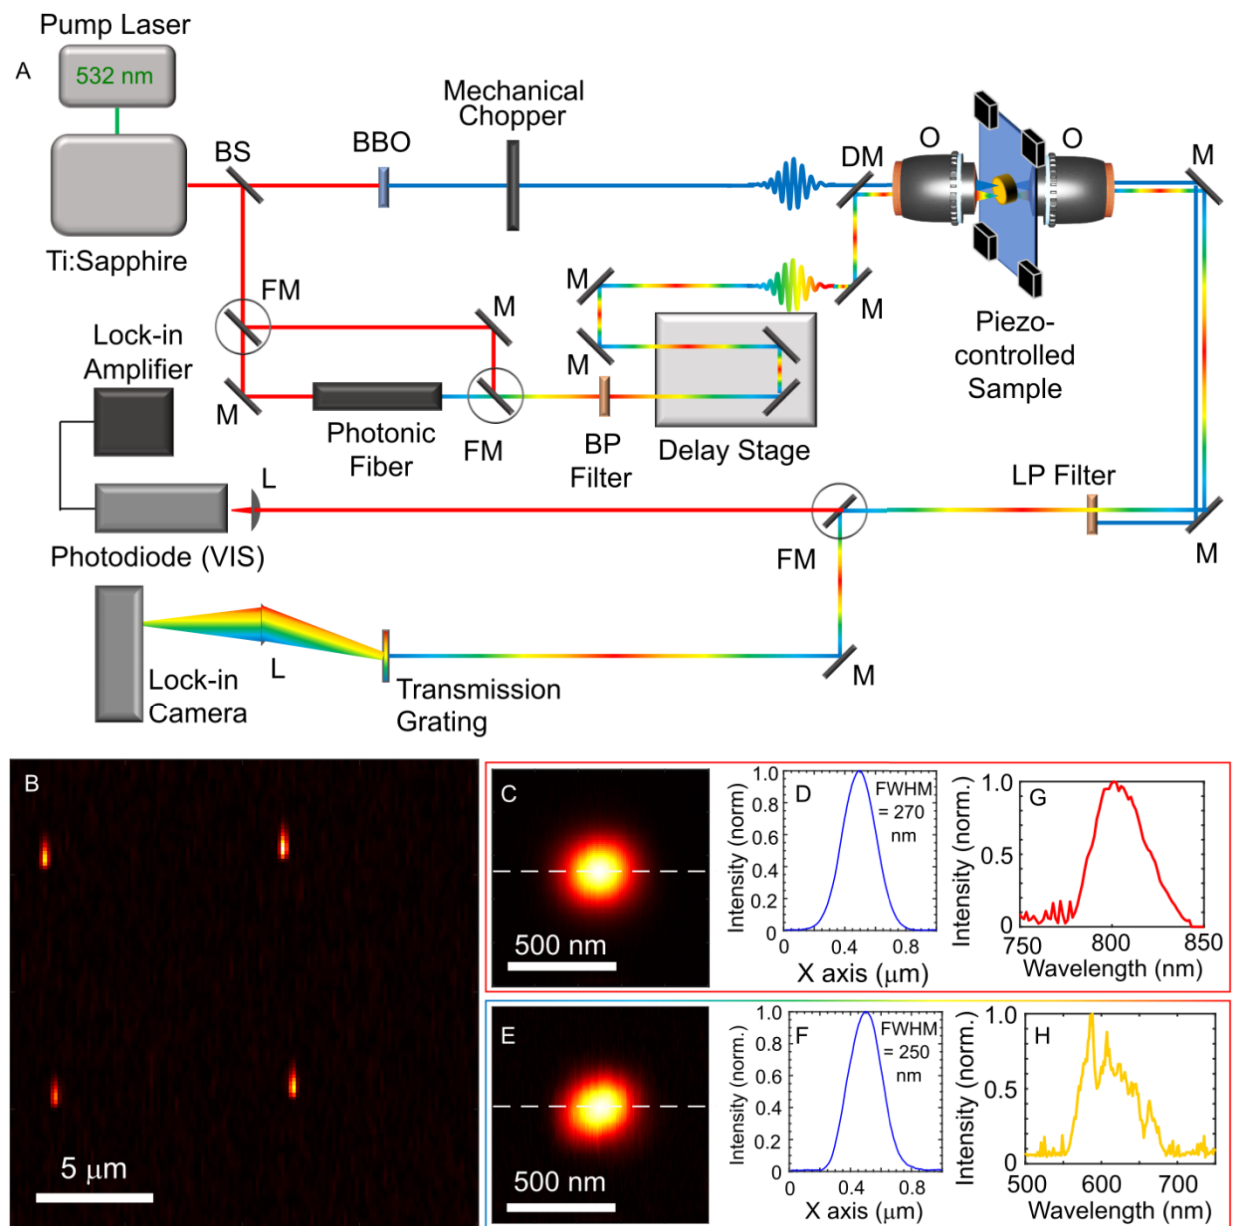 Pump Laser
A
532 nm
Mechanical
Chopper
BS
BBO
DM
O
O
M
Ti:Sapphire
FM
M
M
M
Piezo-
controlled
Sample
Lock-in
Amplifier
M
Photonic
Fiber
FM
BP
Filter
Delay Stage
L
LP Filter
Photodiode (VIS)
FM
M
L
M
Lock-in
Camera
Transmission
Grating
B
5 μm
C
500 nm
D
FWHM
= 270
nm
Intensity (norm.)
1.0
0.8
0.6
0.4
0.2
0
0
0.4
0.8
X axis (μm)
G
Intensity (norm.)
1.0
0.5
0
750
800
850
Wavelength (nm)
E
500 nm
F
FWHM
= 250
nm
Intensity (norm.)
1.0
0.8
0.6
0.4
0.2
0
0
0.4
0.8
X axis (μm)
H
Intensity (norm.)
1.0
0.5
1.0
500
600
700
Wavelength (nm)